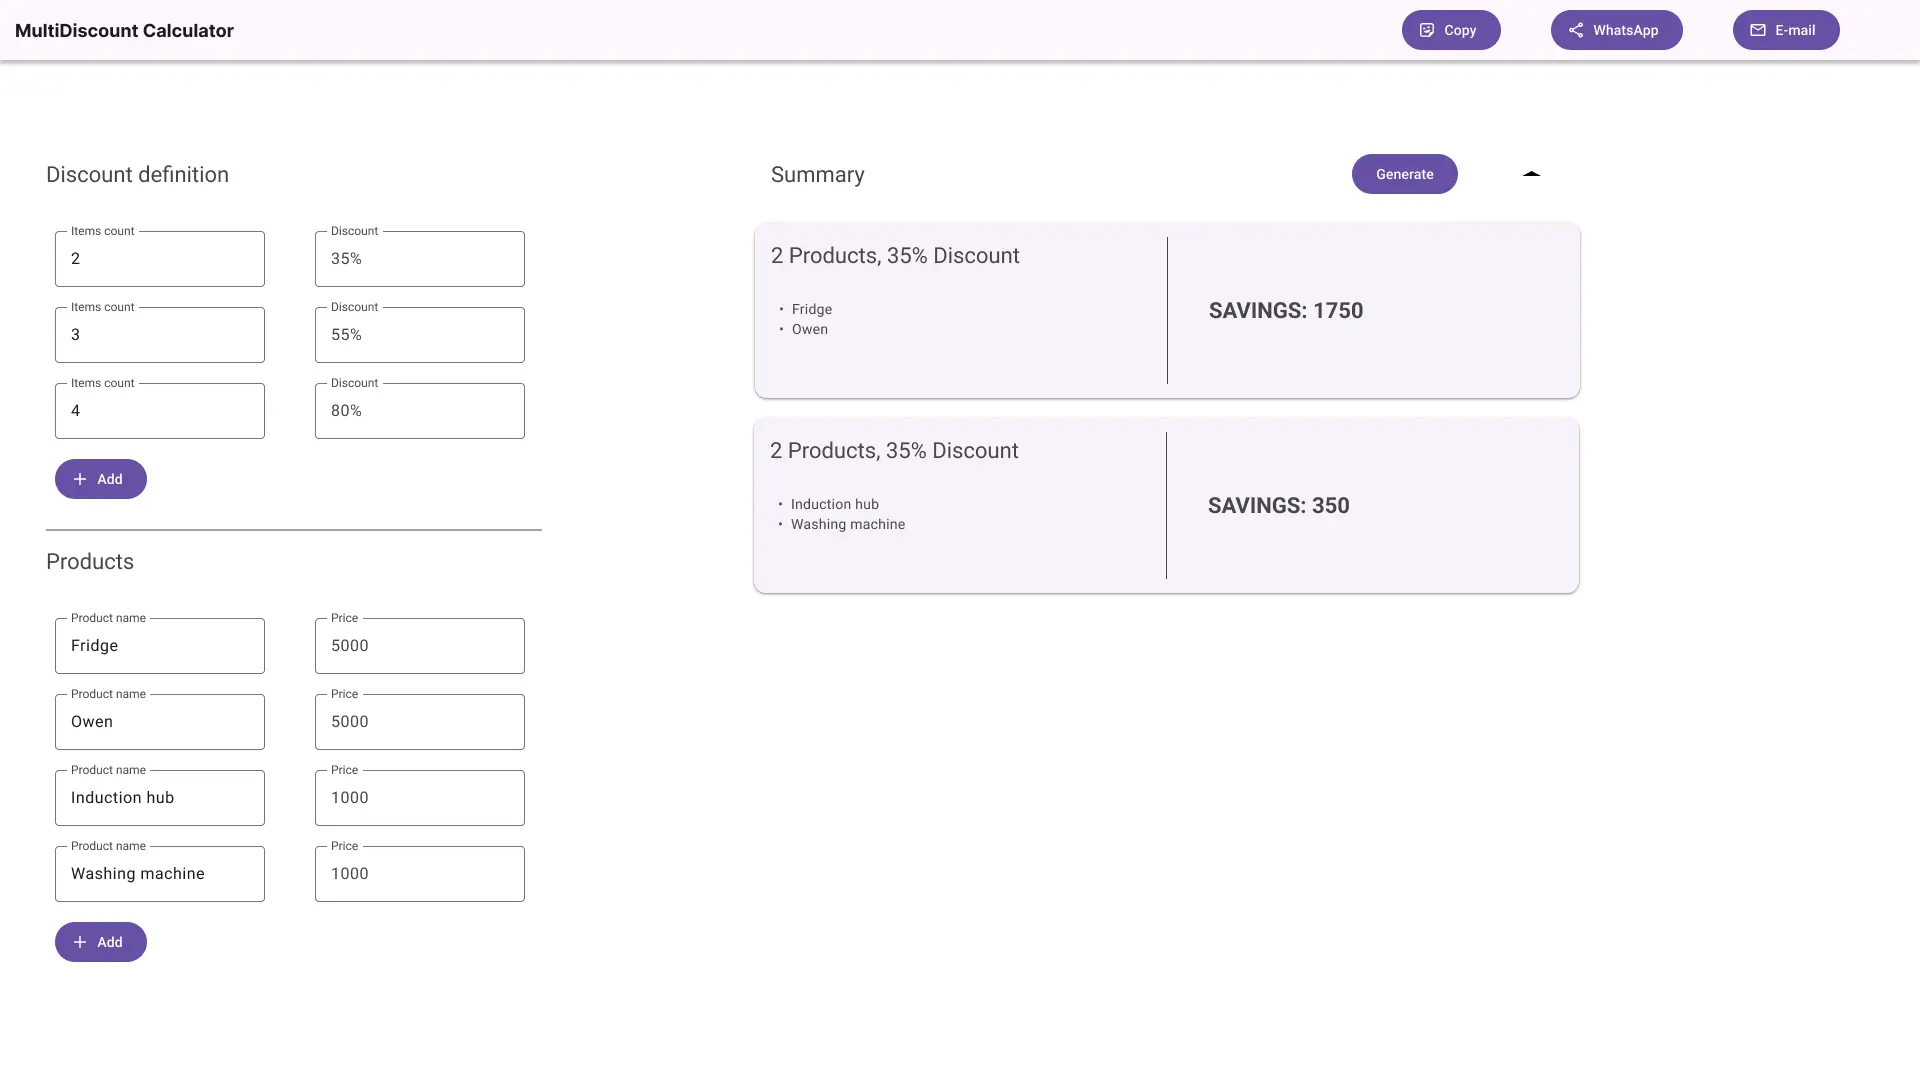 MultiDiscount Calculator
Copy
WhatsApp
E-mail
Discount definition
Items count
2
Discount
35%
Items count
3
Discount
55%
Items count
4
Discount
80%
Add
Products
Product name
Fridge
Price
5000
Product name
Owen
Price
5000
Product name
Induction hub
Price
1000
Product name
Washing machine
Price
1000
Add
Summary
Generate
2 Products, 35% Discount
• Fridge
• Owen
SAVINGS: 1750
2 Products, 35% Discount
• Induction hub
• Washing machine
SAVINGS: 350